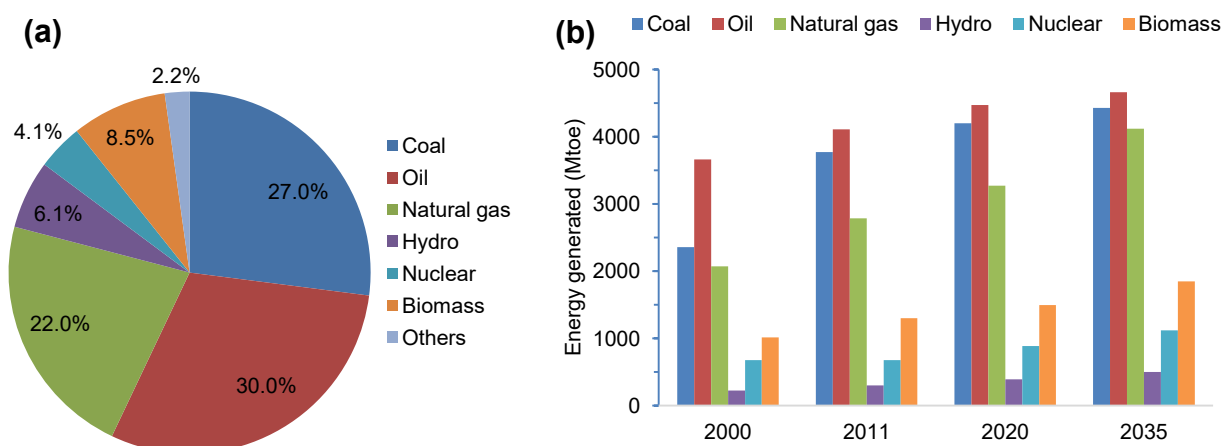 (a)
2.2%
4.1%
8.5%
27.0%
6.1%
22.0%
30.0%
Coal
Oil
Natural gas
Hydro
Nuclear
Biomass
Others
(b)
Coal Oil Natural gas Hydro Nuclear Biomass
Energy generated (Mtoe)
5000
4000
3000
2000
1000
0
2000 2011 2020 2035